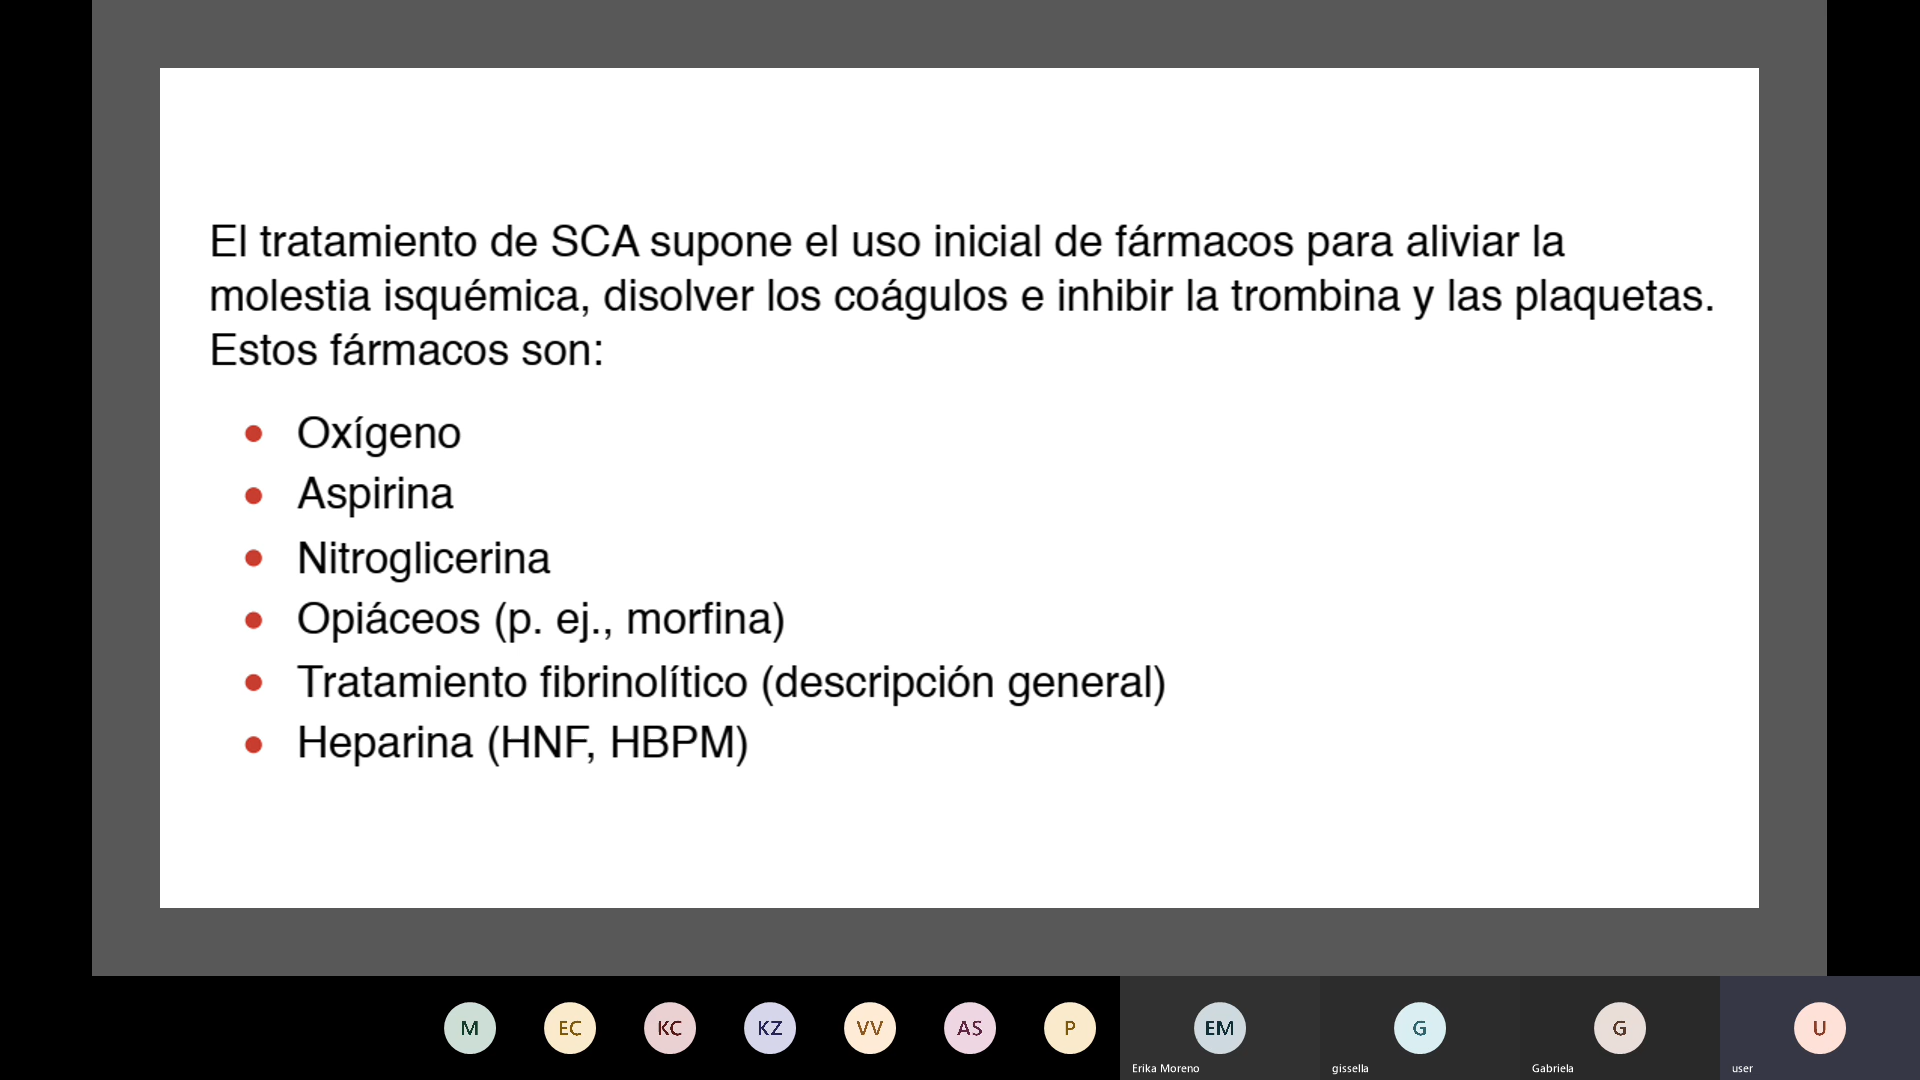 El tratamiento de SCA supone el uso inicial de fármacos para aliviar la
molestia isquémica, disolver los coágulos e inhibir la trombina y las plaquetas.
Estos fármacos son:
• Oxígeno
• Aspirina
• Nitroglicerina
• Opiáceos (p. ej., morfina)
• Tratamiento fibrinolítico (descripción general)
• Heparina (HNF, HBPM)
M EC KC KZ VV AS P EM G G U
Erika Moreno gissella Gabriela user